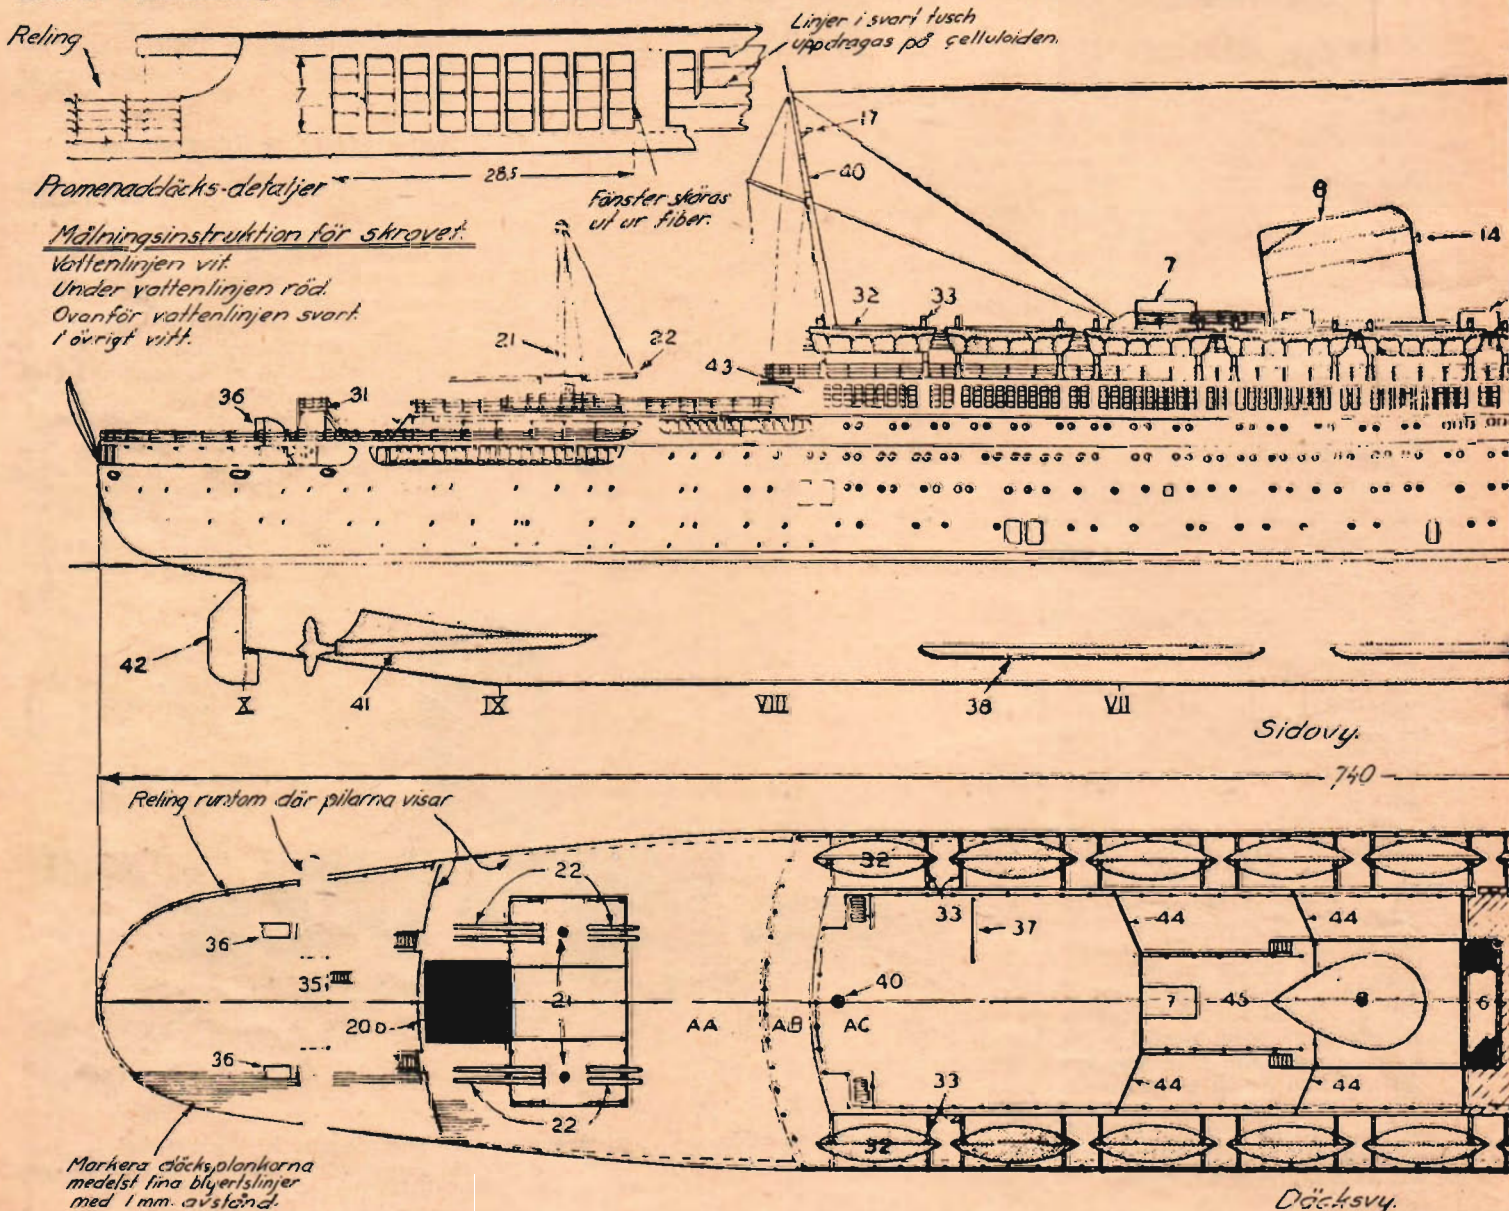 Reling
Linjer i svart tusch
uppdragas på celluloiden.
7
17
28.5
40
Promenaddäcks-detaljer
Fönster skäras
ut ur fiber.
8
14
Målningsinstruktion för skrovet.
Vattenlinjen vit.
Under vattenlinjen röd.
Ovanför vattenlinjen svart.
I övrigt vitt.
7
32 33
21 22
43
36 31
42
41
38
X IX VIII VII
Sidovy.
740
Reling runtom där pilarna visar
22 32
33 37 44 44
36
35
40
21 7 45 8 6
20D
AA AB AC
36
33 44 44
22 32
Markera däcksplankorna
medelst fina blyertslinjer
med 1 mm. avstånd.
Däcksvy.